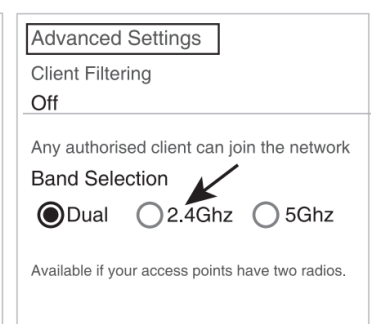 Advanced Settings
Client Filtering
Off
Any authorised client can join the network
Band Selection
Dual 2.4Ghz 5Ghz
Available if your access points have two radios.